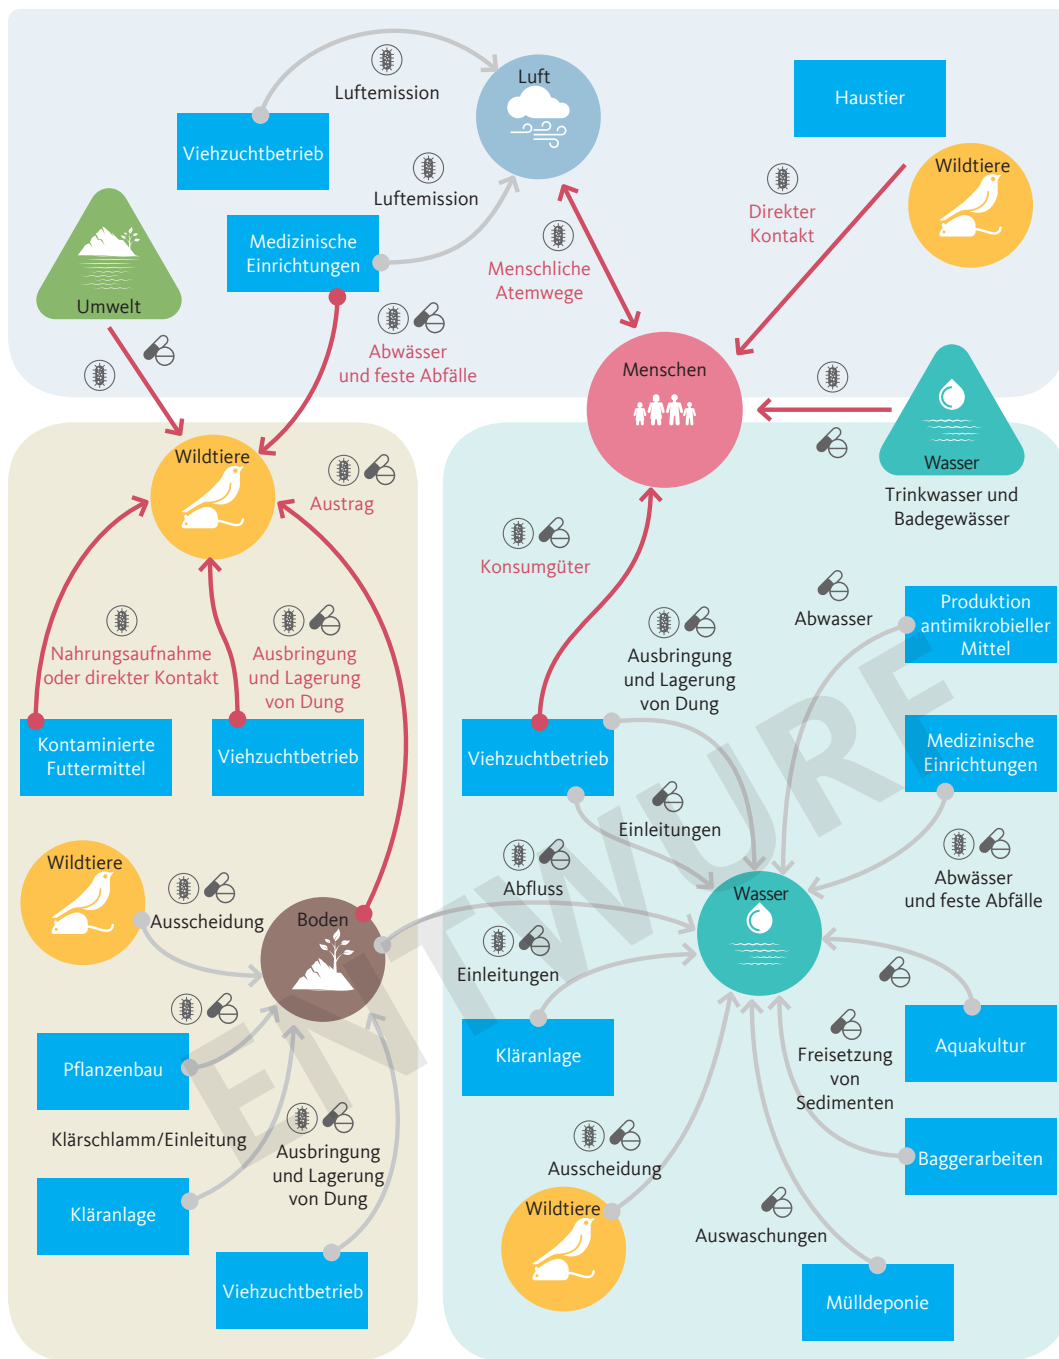 Luft
Luftemission
Haustier
Viehzuchtbetrieb
Wildtiere
Luftemission
Direkter
Kontakt
Medizinische
Einrichtungen
Menschliche
Atemwege
Umwelt
Abwässer
und feste Abfälle
Menschen
Wasser
Trinkwasser und
Badegewässer
Wildtiere
Austrag
Konsumgüter
Nahrungsaufnahme
oder direkter Kontakt
Ausbringung
und Lagerung
von Dung
Kontaminierte
Futtermittel
Viehzuchtbetrieb
Wildtiere
Ausscheidung
Boden
Pflanzenbau
Klärschlamm/Einleitung
Ausbringung
und Lagerung
von Dung
Kläranlage
Viehzuchtbetrieb
Abwasser
Produktion
antimikrobieller
Mittel
Ausbringung
und Lagerung
von Dung
Viehzuchtbetrieb
Medizinische
Einrichtungen
Einleitungen
Abfluss
Wasser
Abwässer
und feste Abfälle
Einleitungen
Kläranlage
Freisetzung
von
Sedimenten
Aquakultur
Ausscheidung
Baggerarbeiten
Wildtiere
Auswaschungen
Mülldeponie
ENTWURF